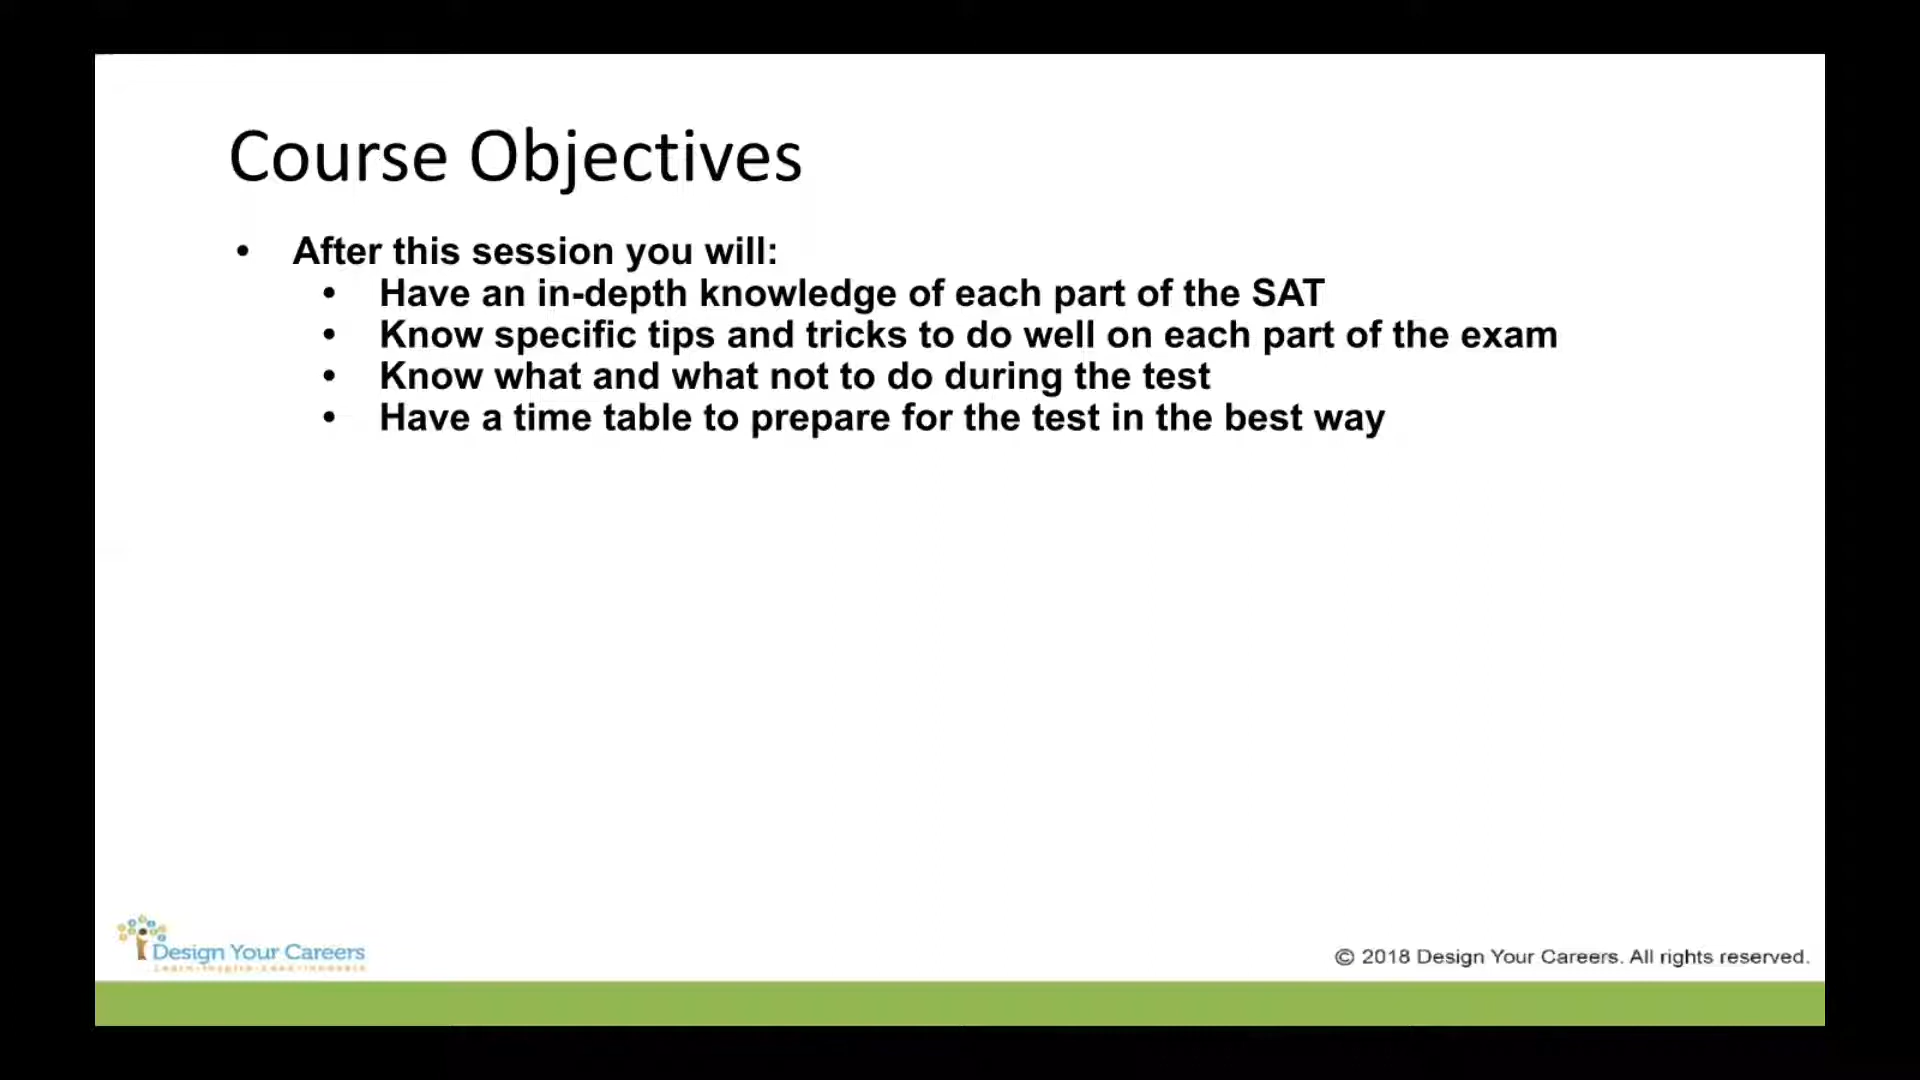 Course Objectives
• After this session you will:
• Have an in-depth knowledge of each part of the SAT
• Know specific tips and tricks to do well on each part of the exam
• Know what and what not to do during the test
• Have a time table to prepare for the test in the best way
Design Your Careers
© 2018 Design Your Careers. All rights reserved.